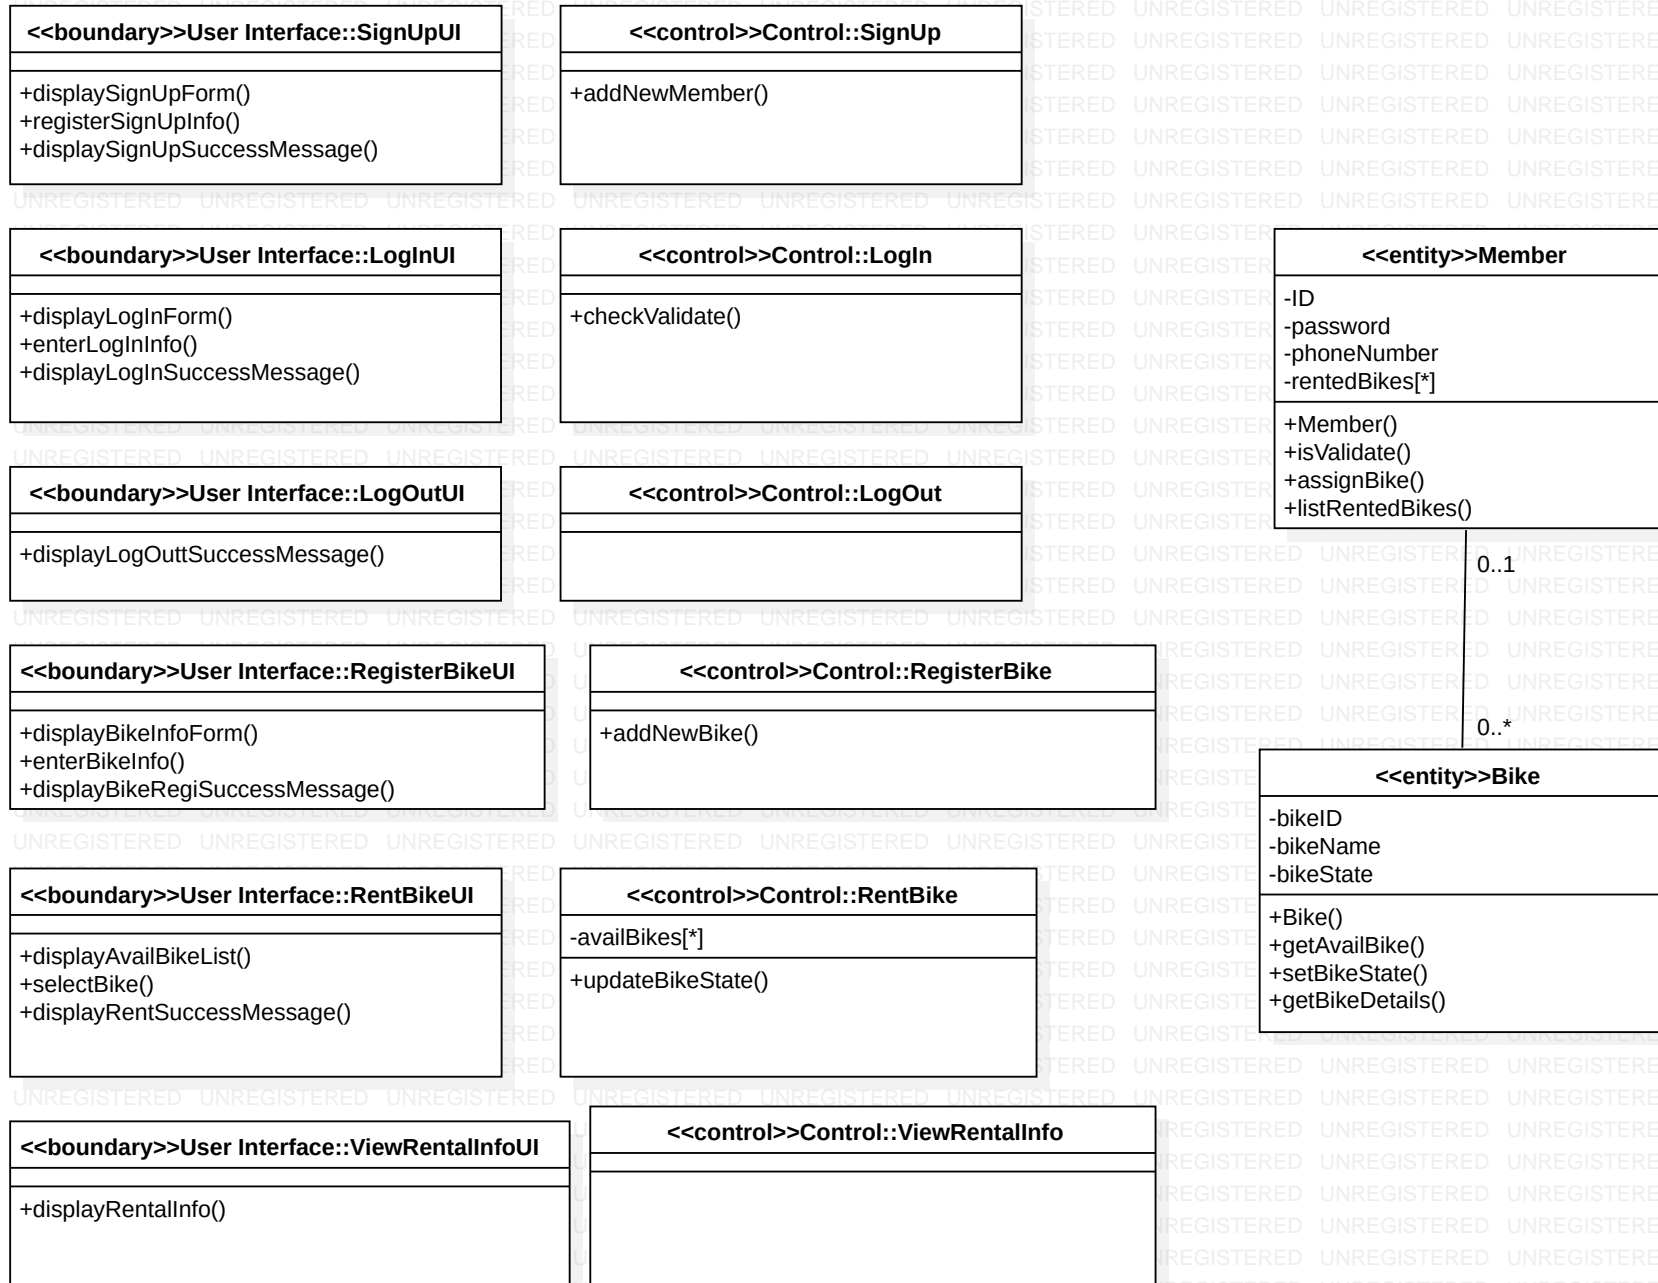 <<boundary>>User Interface::SignUpUI
+displaySignUpForm()
+registerSignUpInfo()
+displaySignUpSuccessMessage()
<<control>>Control::SignUp
+addNewMember()
<<boundary>>User Interface::LogInUI
+displayLogInForm()
+enterLogInInfo()
+displayLogInSuccessMessage()
<<control>>Control::LogIn
+checkValidate()
<<entity>>Member
-ID
-password
-phoneNumber
-rentedBikes[*]
+Member()
+isValidate()
+assignBike()
+listRentedBikes()
0..1
0..*
<<boundary>>User Interface::LogOutUI
+displayLogOuttSuccessMessage()
<<control>>Control::LogOut
<<boundary>>User Interface::RegisterBikeUI
+displayBikeInfoForm()
+enterBikeInfo()
+displayBikeRegiSuccessMessage()
<<control>>Control::RegisterBike
+addNewBike()
<<entity>>Bike
-bikeID
-bikeName
-bikeState
+Bike()
+getAvailBike()
+setBikeState()
+getBikeDetails()
<<boundary>>User Interface::RentBikeUI
+displayAvailBikeList()
+selectBike()
+displayRentSuccessMessage()
<<control>>Control::RentBike
-availBikes[*]
+updateBikeState()
<<boundary>>User Interface::ViewRentalInfoUI
+displayRentalInfo()
<<control>>Control::ViewRentalInfo
UNREGISTERED